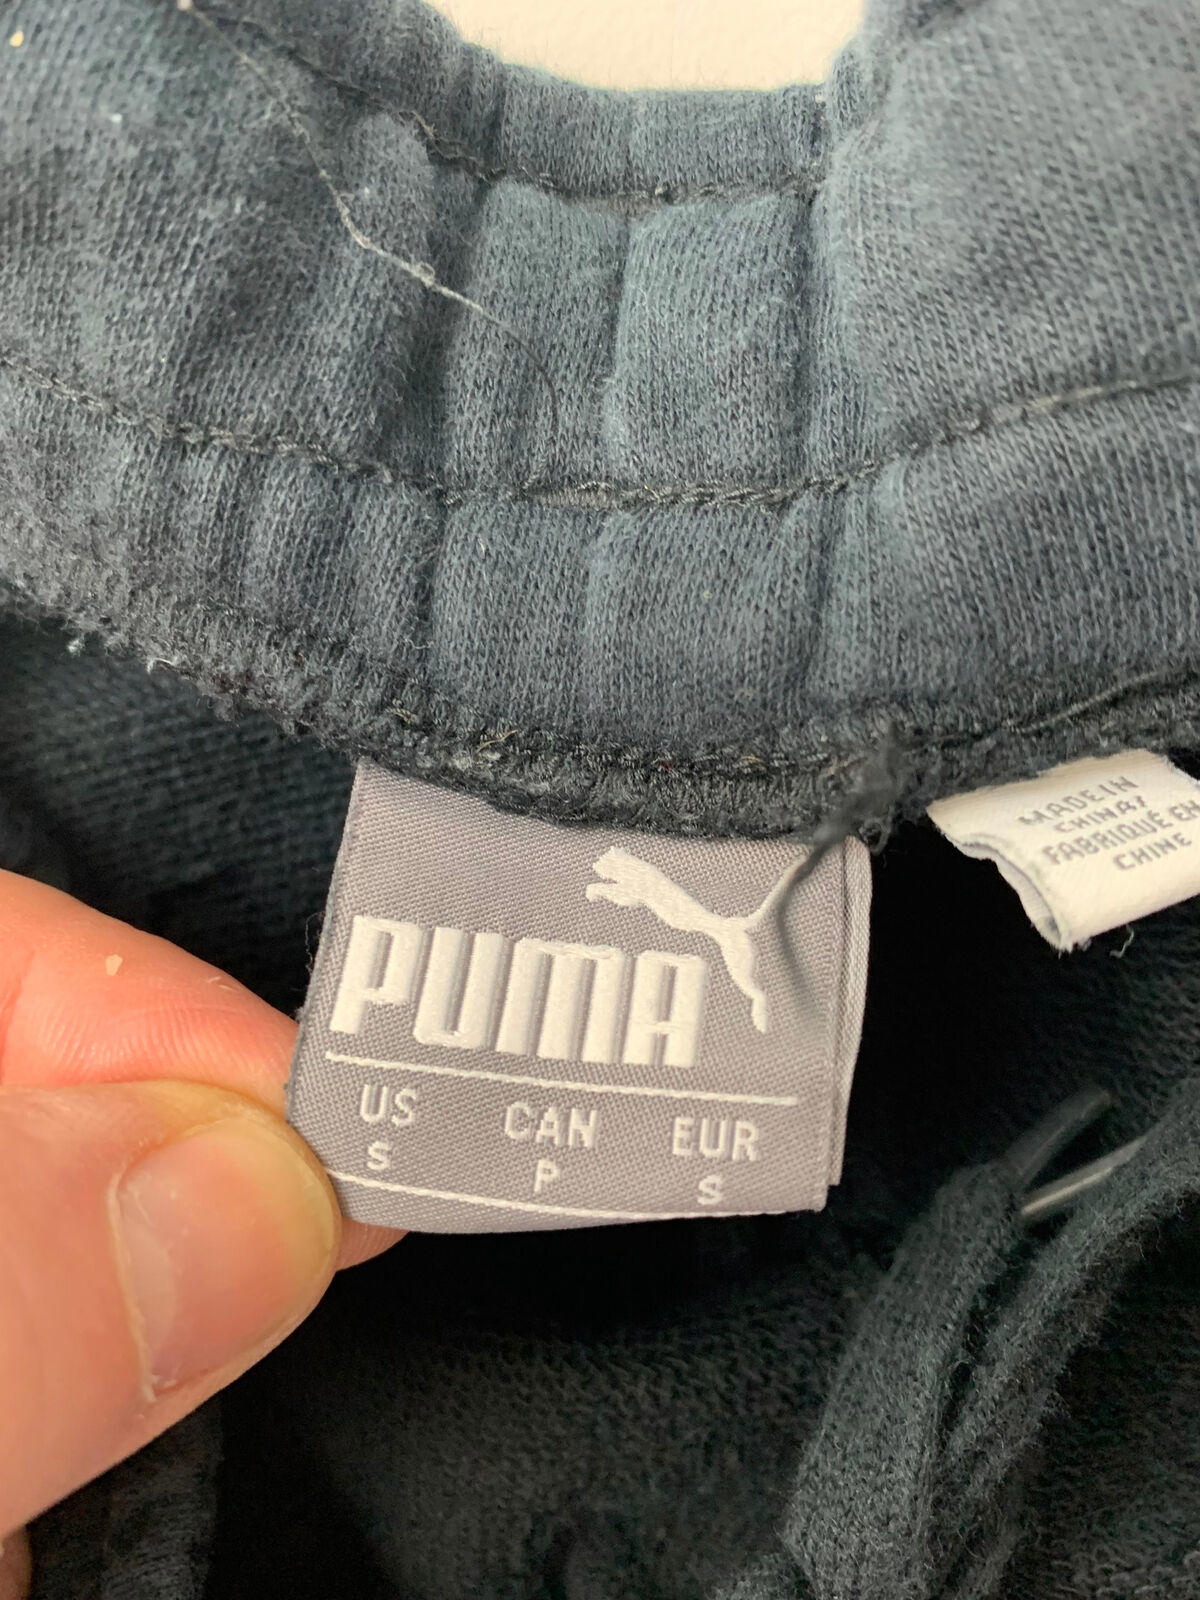 PUMA
US CAN EUR
S P S
MADE IN
CHINA/
FABRIQUÉ EN
CHINE